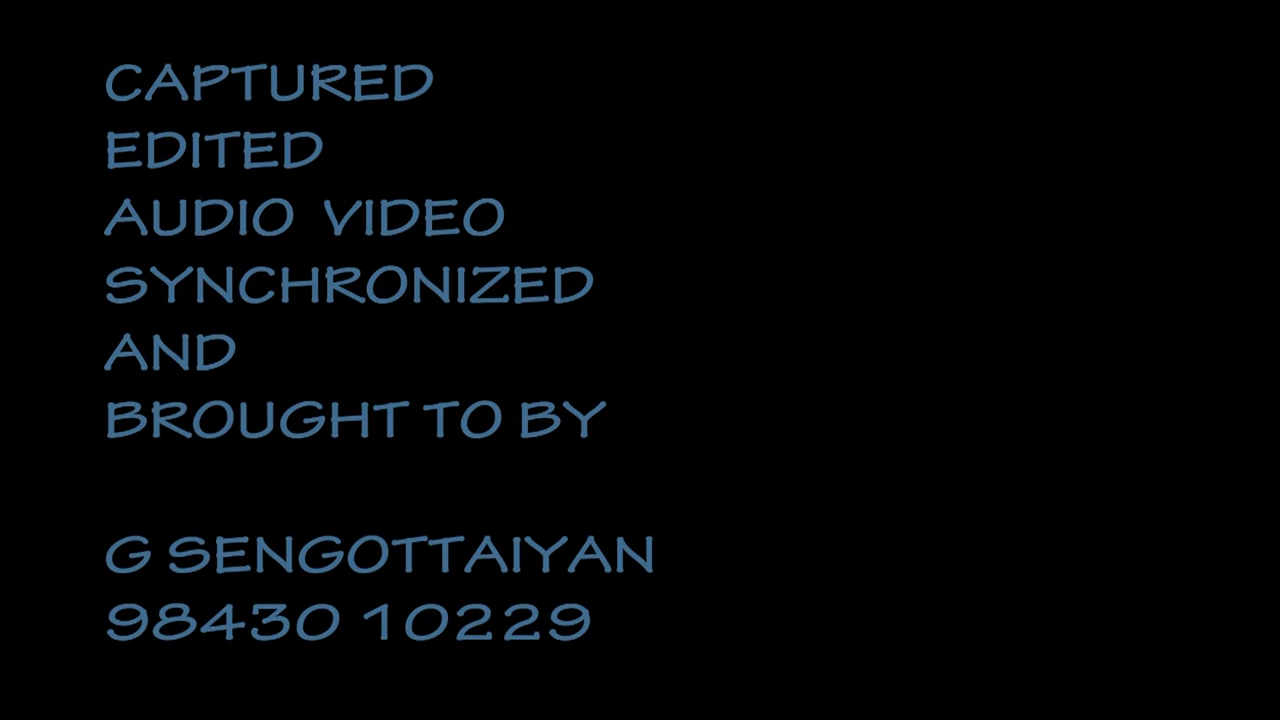 CAPTURED
EDITED
AUDIO VIDEO
SYNCHRONIZED
AND
BROUGHT TO BY
G SENGOTTAIYAN
98430 10229